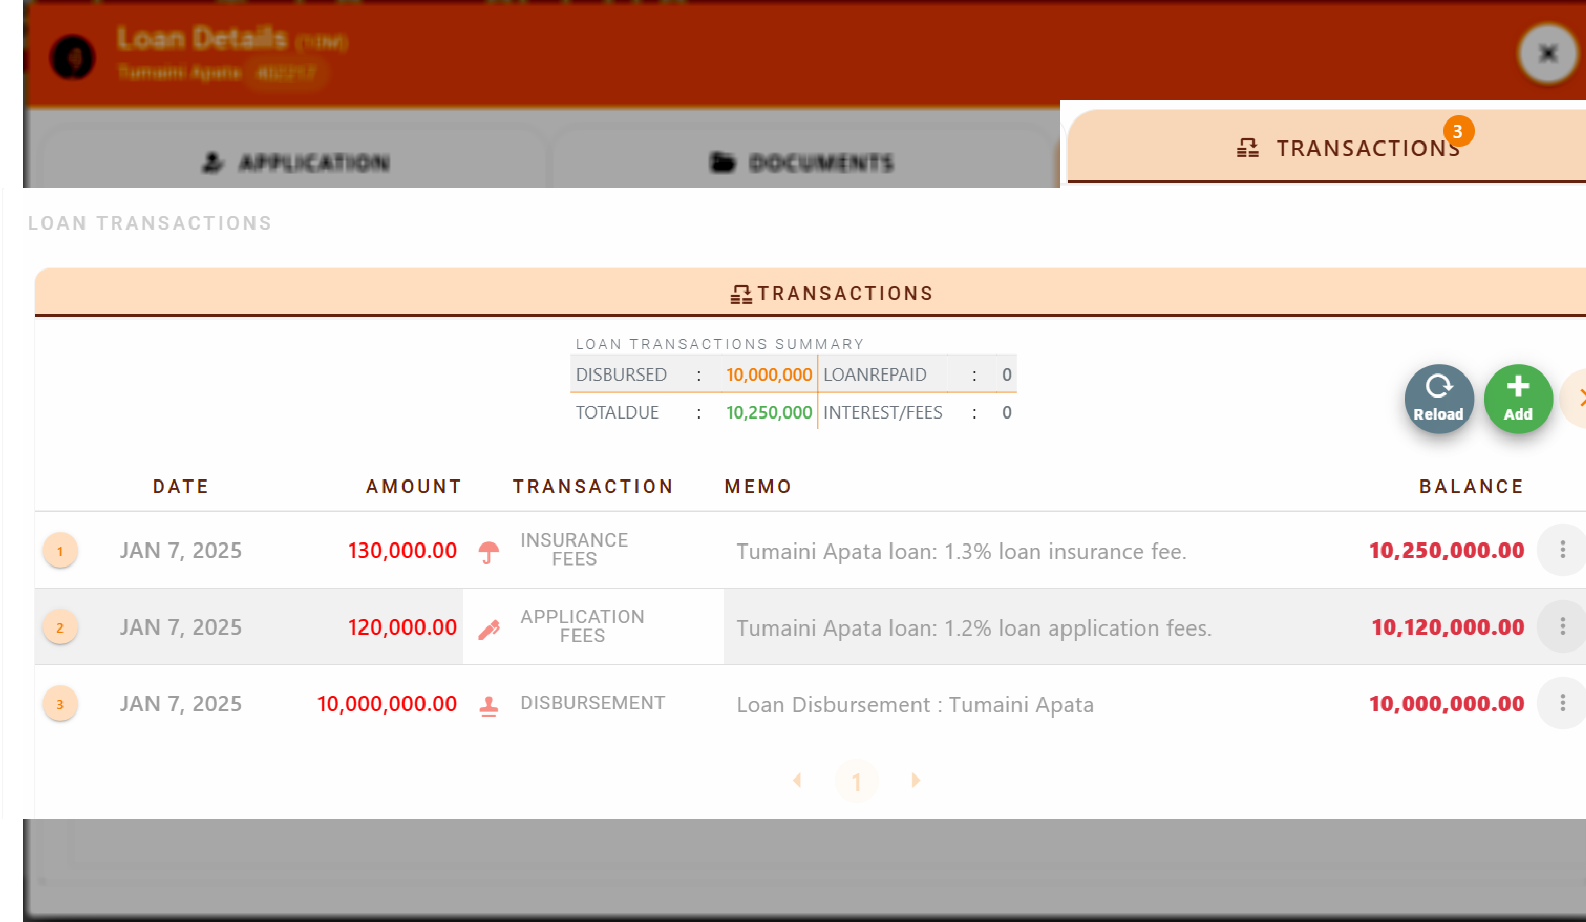 Loan Details (10M)
Tumaini Apata
APPLICATION
DOCUMENTS
TRANSACTIONS 3
LOAN TRANSACTIONS
TRANSACTIONS
LOAN TRANSACTIONS SUMMARY
DISBURSED : 10,000,000 LOANREPAID : 0
TOTALDUE : 10,250,000 INTEREST/FEES : 0
Reload
Add
DATE AMOUNT TRANSACTION MEMO BALANCE
1 JAN 7, 2025 130,000.00 INSURANCE FEES Tumaini Apata loan: 1.3% loan insurance fee. 10,250,000.00
2 JAN 7, 2025 120,000.00 APPLICATION FEES Tumaini Apata loan: 1.2% loan application fees. 10,120,000.00
3 JAN 7, 2025 10,000,000.00 DISBURSEMENT Loan Disbursement : Tumaini Apata 10,000,000.00
1